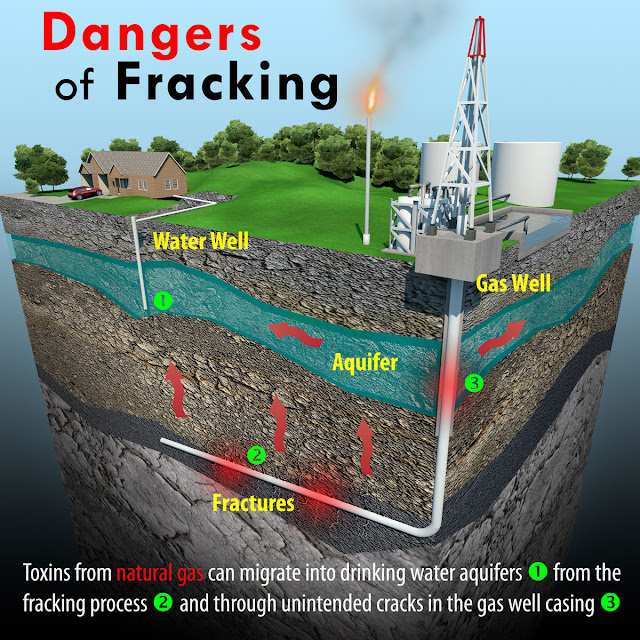 Dangers
of Fracking
Water Well
Gas Well
1
Aquifer
3
2
Fractures
Toxins from natural gas can migrate into drinking water aquifers 1 from the
fracking process 2 and through unintended cracks in the gas well casing 3